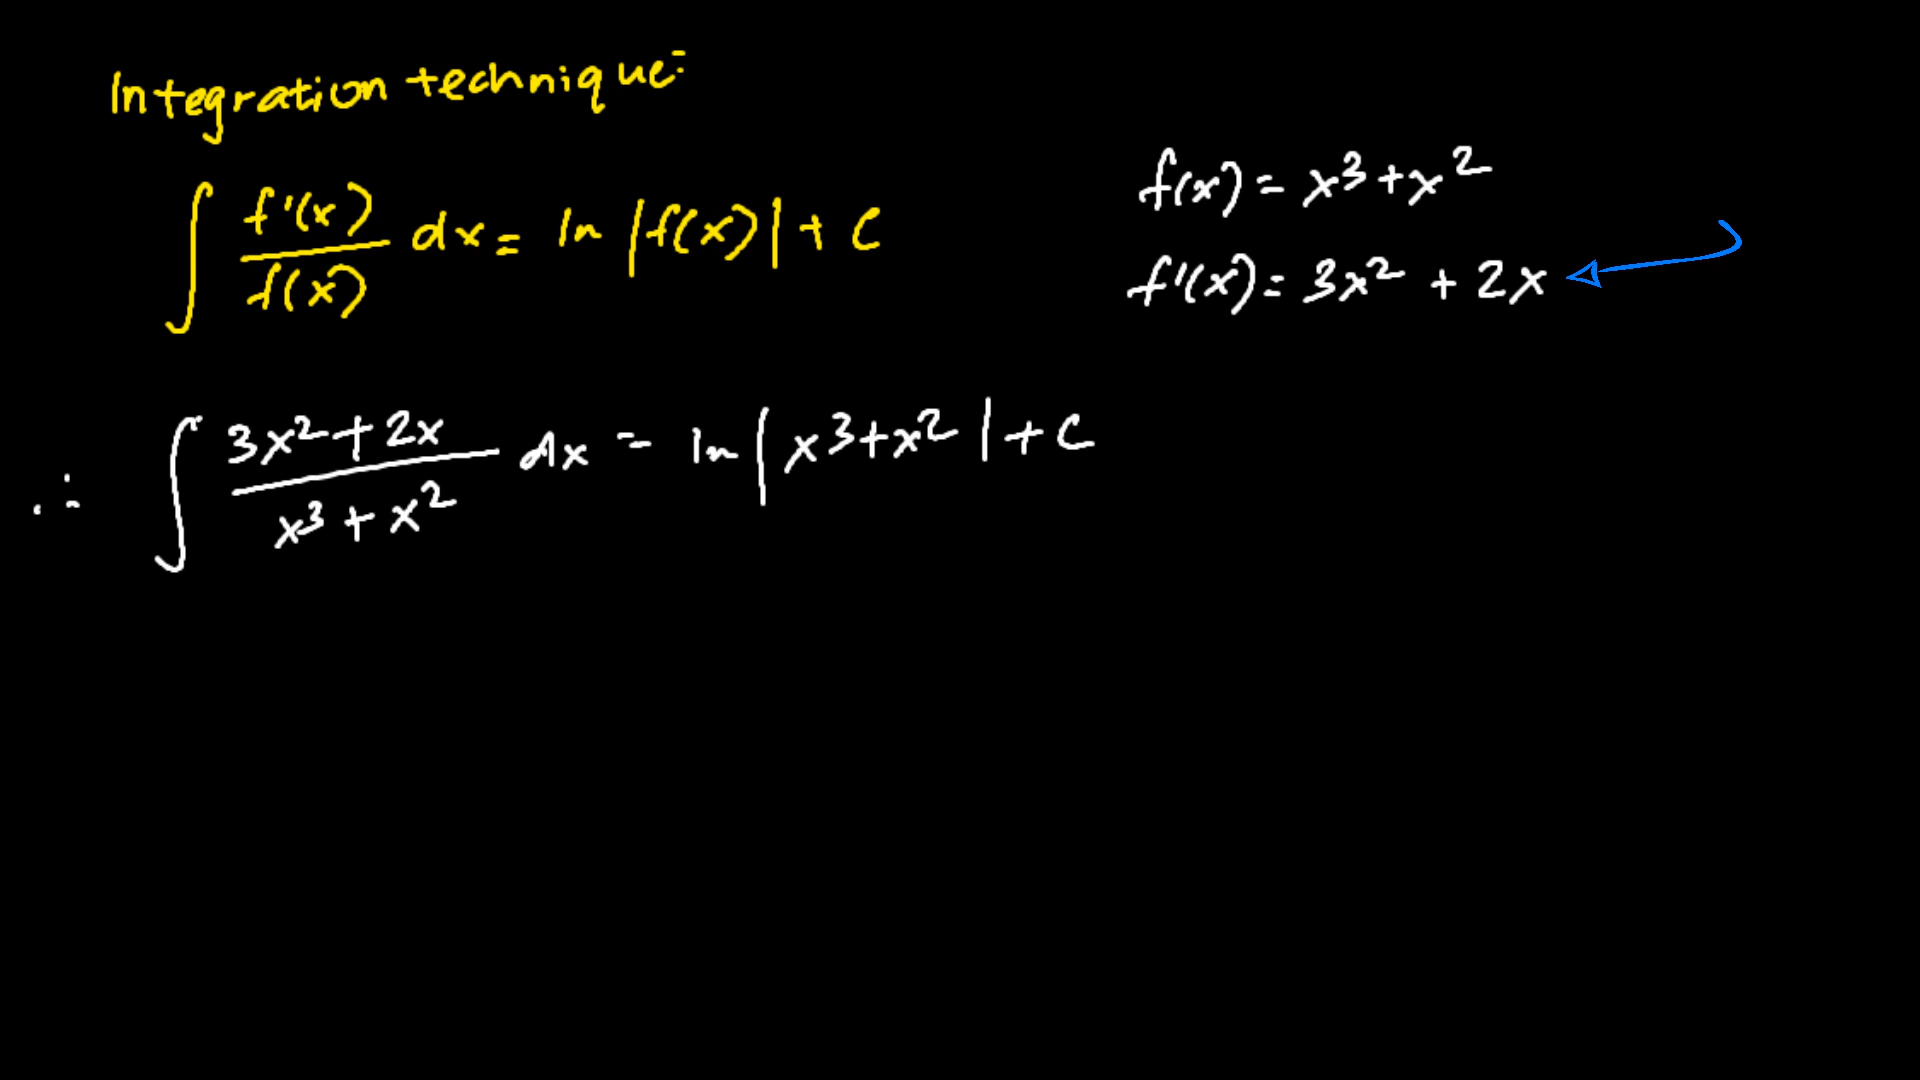 Integration technique:
∫ f'(x)/f(x) dx = ln |f(x)| + c
f(x) = x³ + x²
f'(x) = 3x² + 2x
∴ ∫ (3x² + 2x)/(x³ + x²) dx = ln |x³ + x²| + c